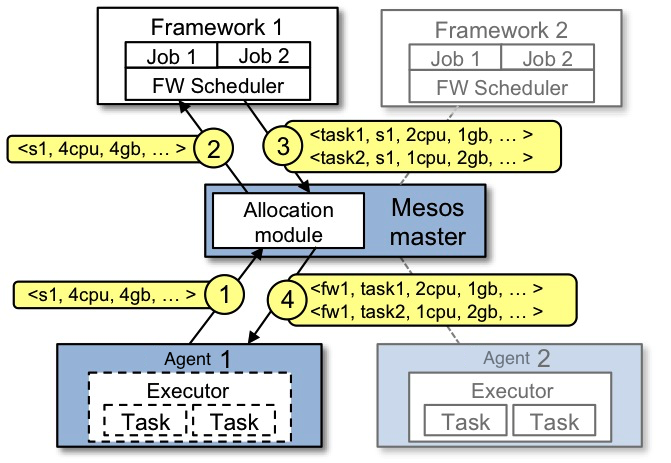 Framework 1
Job 1 Job 2
FW Scheduler
Framework 2
Job 1 Job 2
FW Scheduler
<s1, 4cpu, 4gb, … >
2
3
<task1, s1, 2cpu, 1gb, … >
<task2, s1, 1cpu, 2gb, … >
Allocation
module
Mesos
master
<s1, 4cpu, 4gb, … >
1
4
<fw1, task1, 2cpu, 1gb, … >
<fw1, task2, 1cpu, 2gb, … >
Agent 1
Executor
Task Task
Agent 2
Executor
Task Task